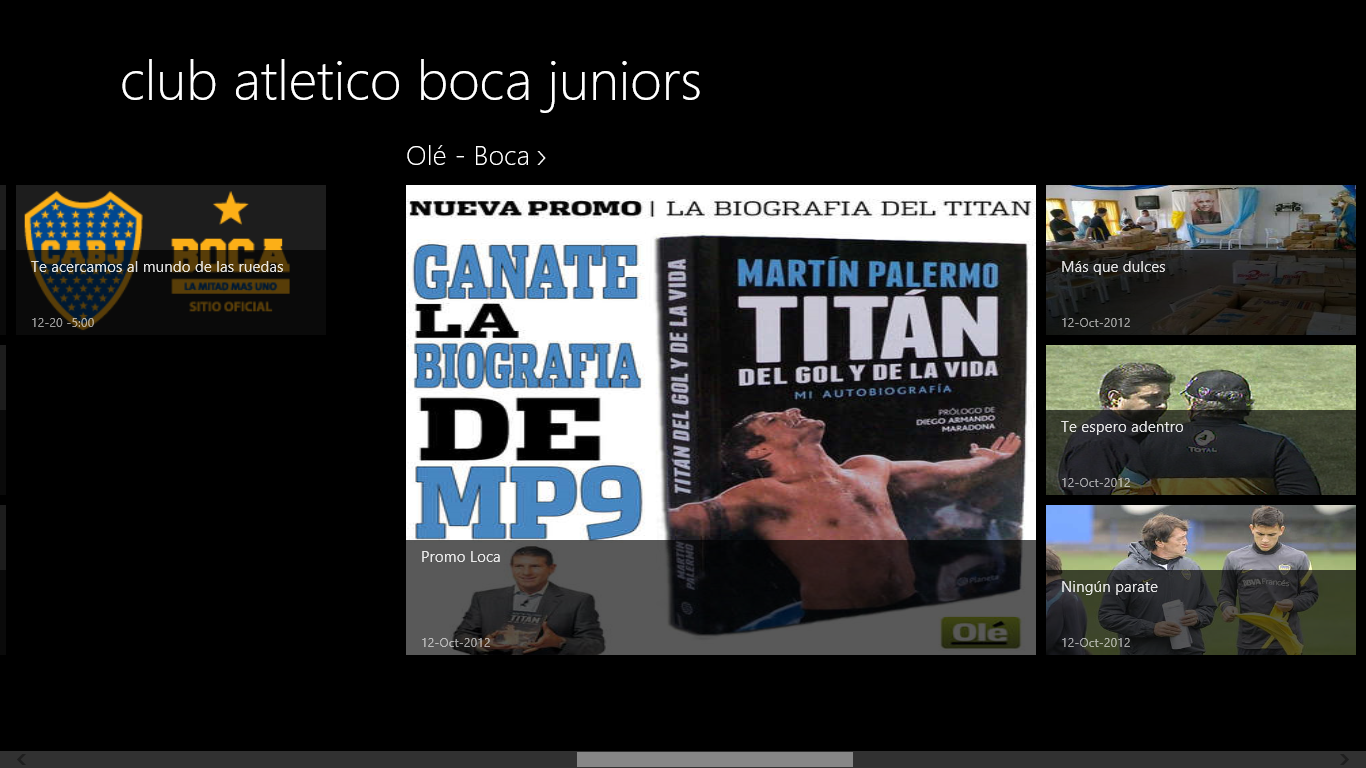 club atletico boca juniors
Olé - Boca
CABJ
BOCA
LA MITAD MAS UNO
SITIO OFICIAL
Te acercamos al mundo de las ruedas
12-20 -5:00
NUEVA PROMO | LA BIOGRAFIA DEL TITAN
GANATE
LA
BIOGRAFIA
DE
MP9
TITÁN DEL GOL Y DE LA VIDA
MARTÍN PALERMO
MARTÍN PALERMO
TITÁN
DEL GOL Y DE LA VIDA
MI AUTOBIOGRAFÍA
PRÓLOGO DE
DIEGO ARMANDO
MARADONA
Planeta
TITÁN
Olé
Promo Loca
12-Oct-2012
Más que dulces
12-Oct-2012
TOTAL
Te espero adentro
12-Oct-2012
BBVA Francés
Ningún parate
12-Oct-2012